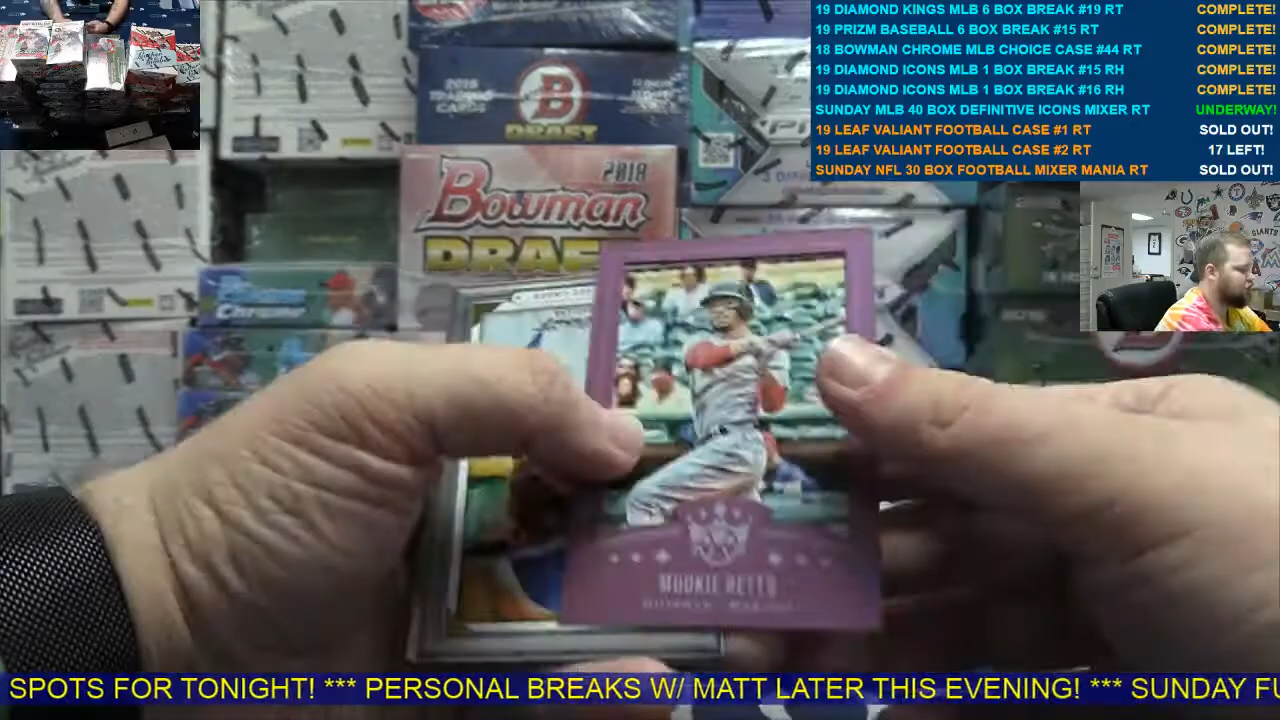 19 DIAMOND KINGS MLB 6 BOX BREAK #19 RT COMPLETE!
19 PRIZM BASEBALL 6 BOX BREAK #15 RT COMPLETE!
18 BOWMAN CHROME MLB CHOICE CASE #44 RT COMPLETE!
19 DIAMOND ICONS MLB 1 BOX BREAK #15 RH COMPLETE!
19 DIAMOND ICONS MLB 1 BOX BREAK #16 RH COMPLETE!
SUNDAY MLB 40 BOX DEFINITIVE ICONS MIXER RT UNDERWAY!
19 LEAF VALIANT FOOTBALL CASE #1 RT SOLD OUT!
19 LEAF VALIANT FOOTBALL CASE #2 RT 17 LEFT!
SUNDAY NFL 30 BOX FOOTBALL MIXER MANIA RT SOLD OUT!
B
DRAFT
2018
Bowman
DRAF
Chrome
GIANTS
MOOKIE BETTS
SPOTS FOR TONIGHT! *** PERSONAL BREAKS W/ MATT LATER THIS EVENING! *** SUNDAY FU